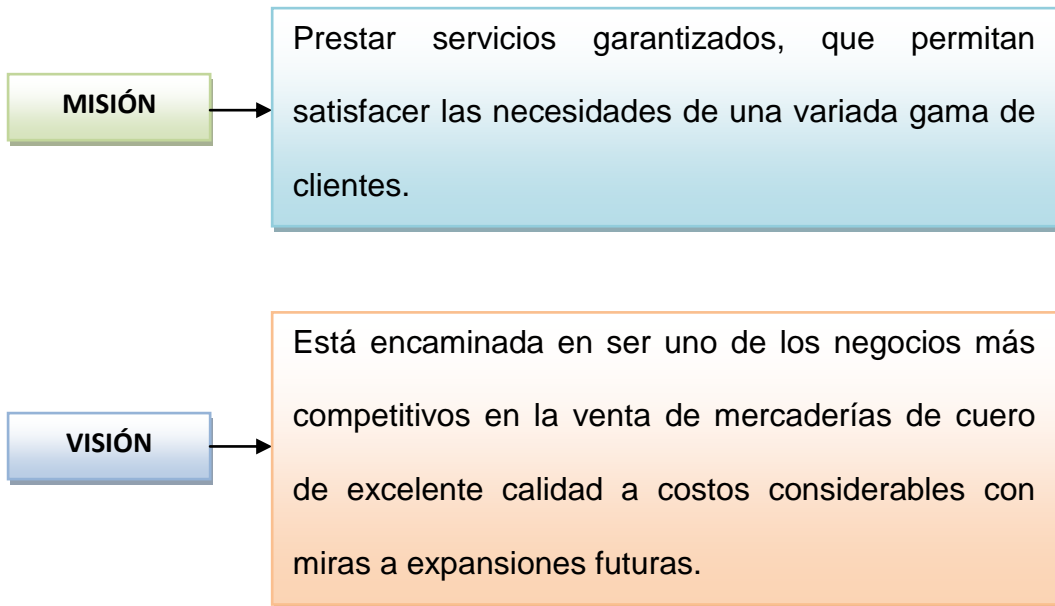 MISIÓN
Prestar servicios garantizados, que permitan
satisfacer las necesidades de una variada gama de
clientes.
VISIÓN
Está encaminada en ser uno de los negocios más
competitivos en la venta de mercaderías de cuero
de excelente calidad a costos considerables con
miras a expansiones futuras.